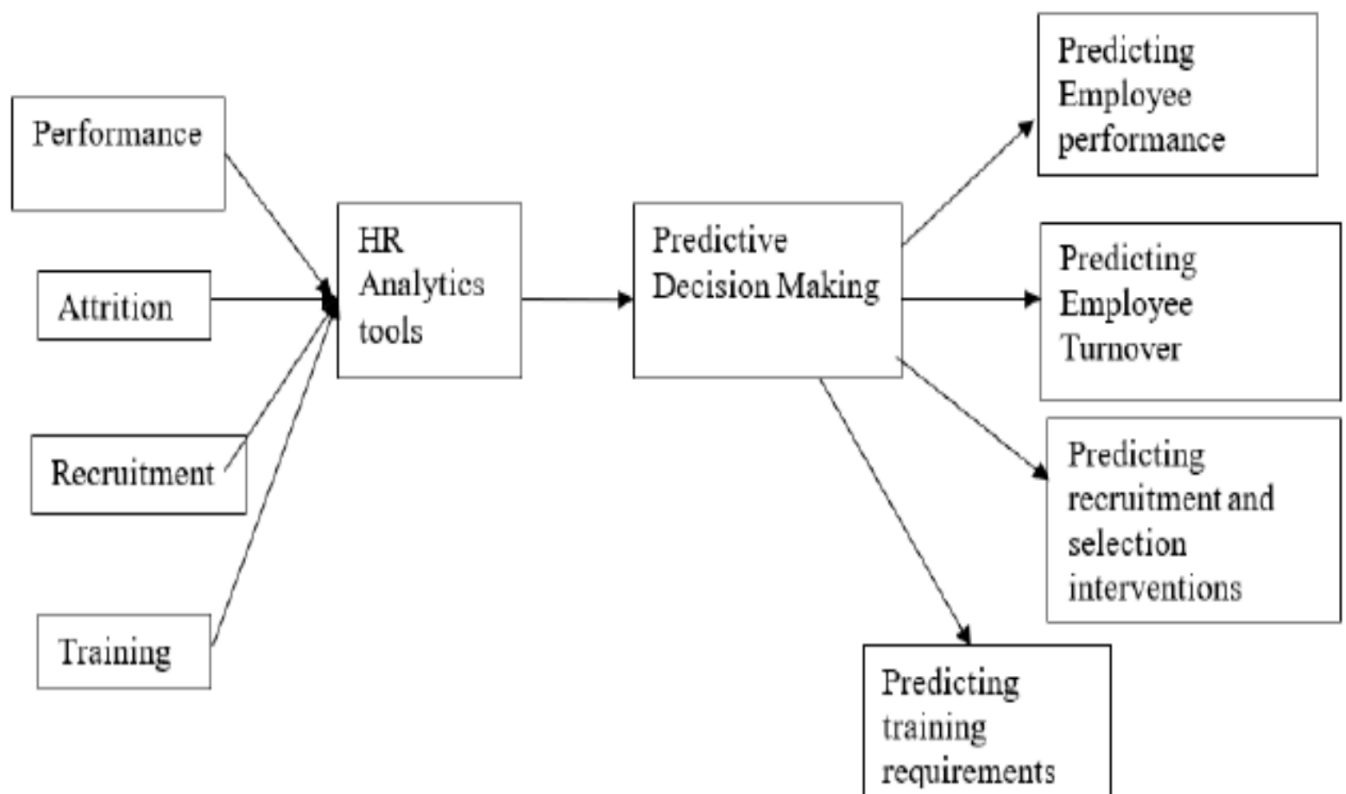 Performance
Attrition
Recruitment
Training
HR
Analytics
tools
Predictive
Decision Making
Predicting
Employee
performance
Predicting
Employee
Turnover
Predicting
recruitment and
selection
interventions
Predicting
training
requirements